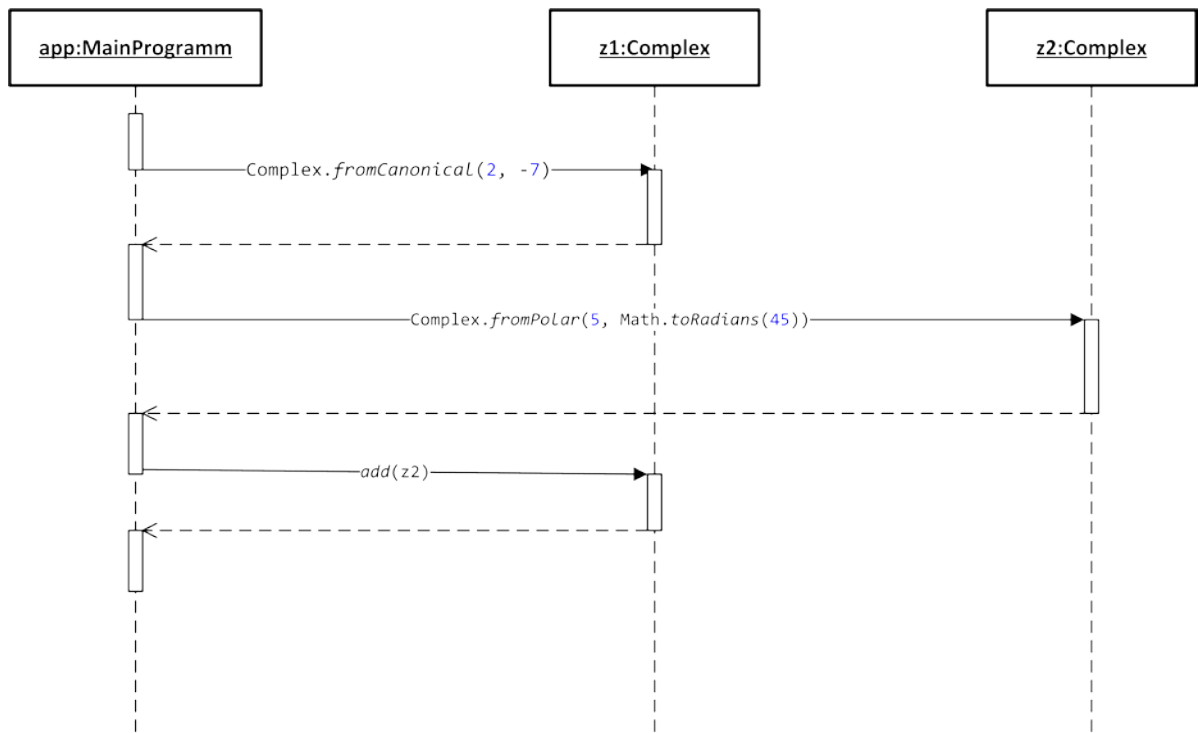 app:MainProgramm
z1:Complex
z2:Complex
Complex.fromCanonical(2, -7)
Complex.fromPolar(5, Math.toRadians(45))
add(z2)